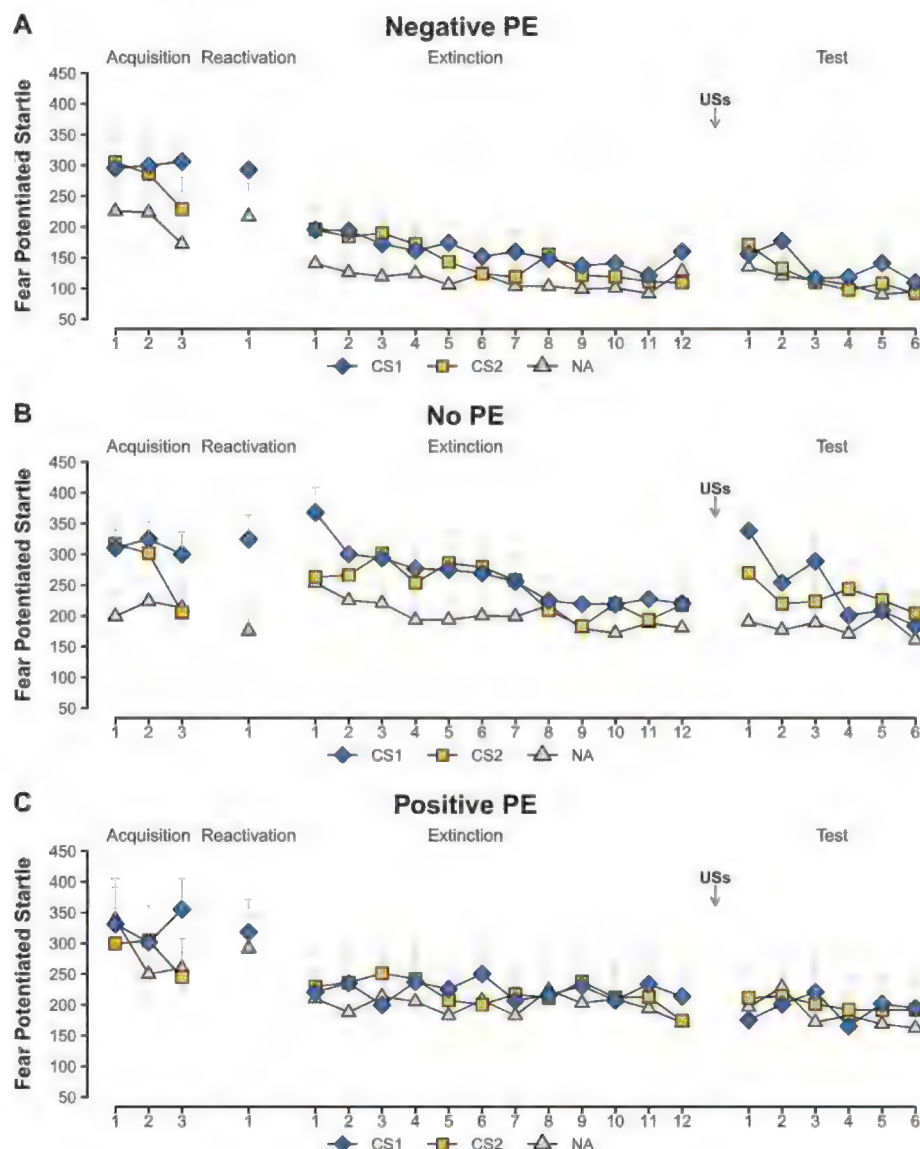 A
Negative PE
Acquisition Reactivation Extinction Test
Fear Potentiated Startle
450
400
350
300
250
200
150
100
50
USs
1 2 3 1 1 2 3 4 5 6 7 8 9 10 11 12 1 2 3 4 5 6
CS1 CS2 NA
B
No PE
Acquisition Reactivation Extinction Test
Fear Potentiated Startle
450
400
350
300
250
200
150
100
50
USs
1 2 3 1 1 2 3 4 5 6 7 8 9 10 11 12 1 2 3 4 5 6
CS1 CS2 NA
C
Positive PE
Acquisition Reactivation Extinction Test
Fear Potentiated Startle
450
400
350
300
250
200
150
100
50
USs
1 2 3 1 1 2 3 4 5 6 7 8 9 10 11 12 1 2 3 4 5 6
CS1 CS2 NA